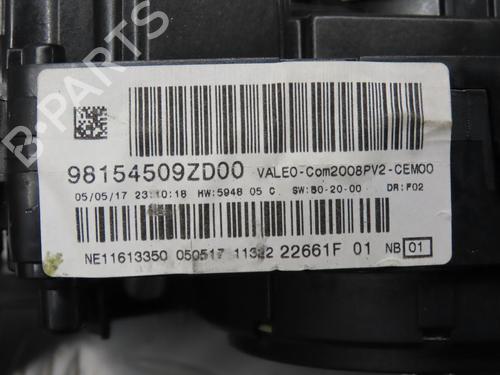 B-PARTS
98154509ZD00 VALEO-Com2008PV2-CEM00
05/05/17 23:10:18 HW:5948 05 C SW:80-20-00 DR:F02
NE11613350 050517 11322 22661F 01 NB 01